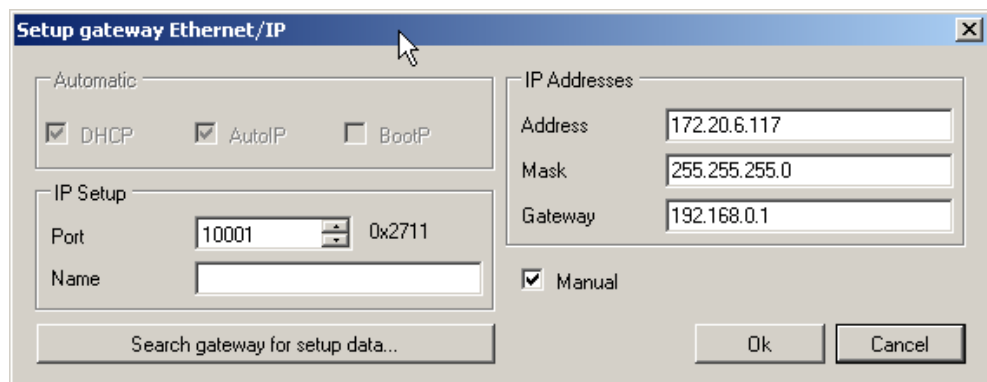 Setup gateway Ethernet/IP
Automatic
DHCP AutoIP BootP
IP Setup
Port 10001 0x2711
Name
Search gateway for setup data...
IP Addresses
Address 172.20.6.117
Mask 255.255.255.0
Gateway 192.168.0.1
Manual
Ok Cancel